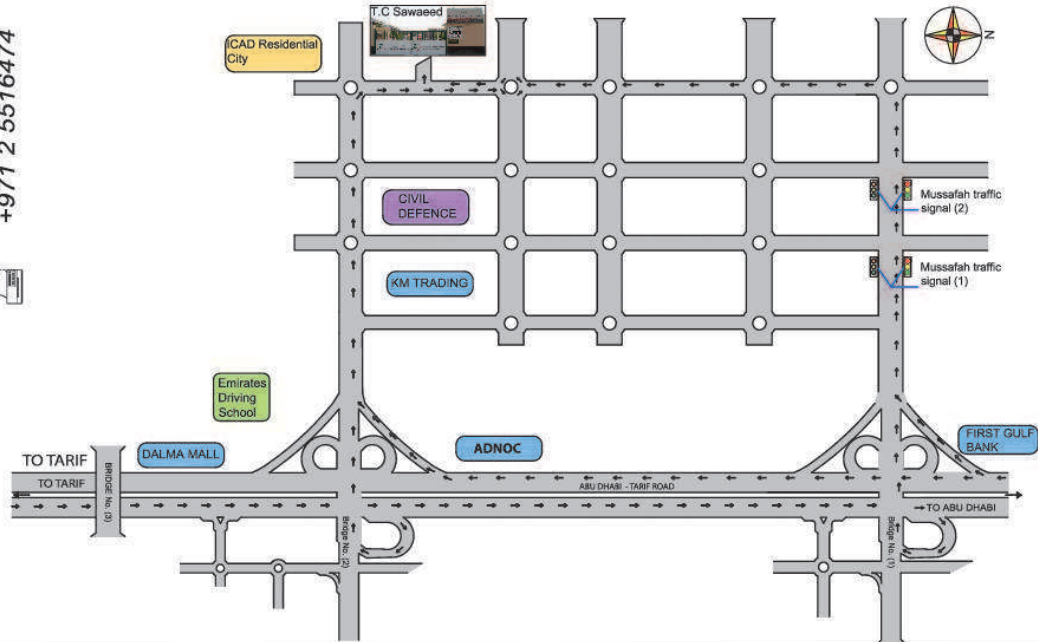 +971 2 5516474
T.C Sawaeed
ICAD Residential
City
N
CIVIL
DEFENCE
Mussafah traffic
signal (2)
KM TRADING
Mussafah traffic
signal (1)
Emirates
Driving
School
DALMA MALL
ADNOC
FIRST GULF
BANK
TO TARIF
TO TARIF
BRIDGE No. (3)
ABU DHABI - TARIF ROAD
TO ABU DHABI
Bridge No. (2)
Bridge No. (1)